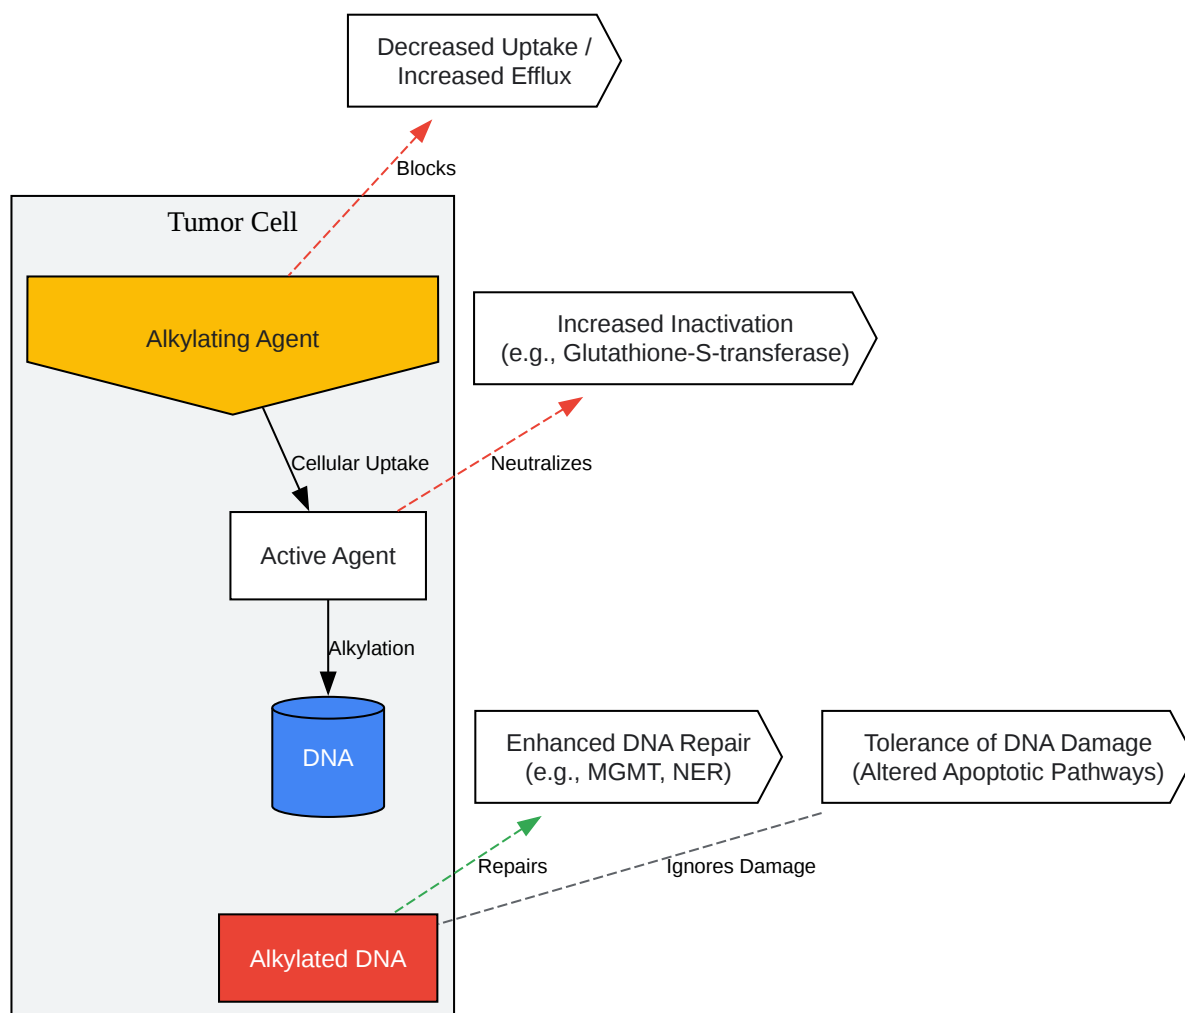 Decreased Uptake /
Increased Efflux
Blocks
Tumor Cell
Alkylating Agent
Increased Inactivation
(e.g., Glutathione-S-transferase)
Cellular Uptake
Neutralizes
Active Agent
Alkylation
DNA
Enhanced DNA Repair
(e.g., MGMT, NER)
Tolerance of DNA Damage
(Altered Apoptotic Pathways)
Repairs
Ignores Damage
Alkylated DNA